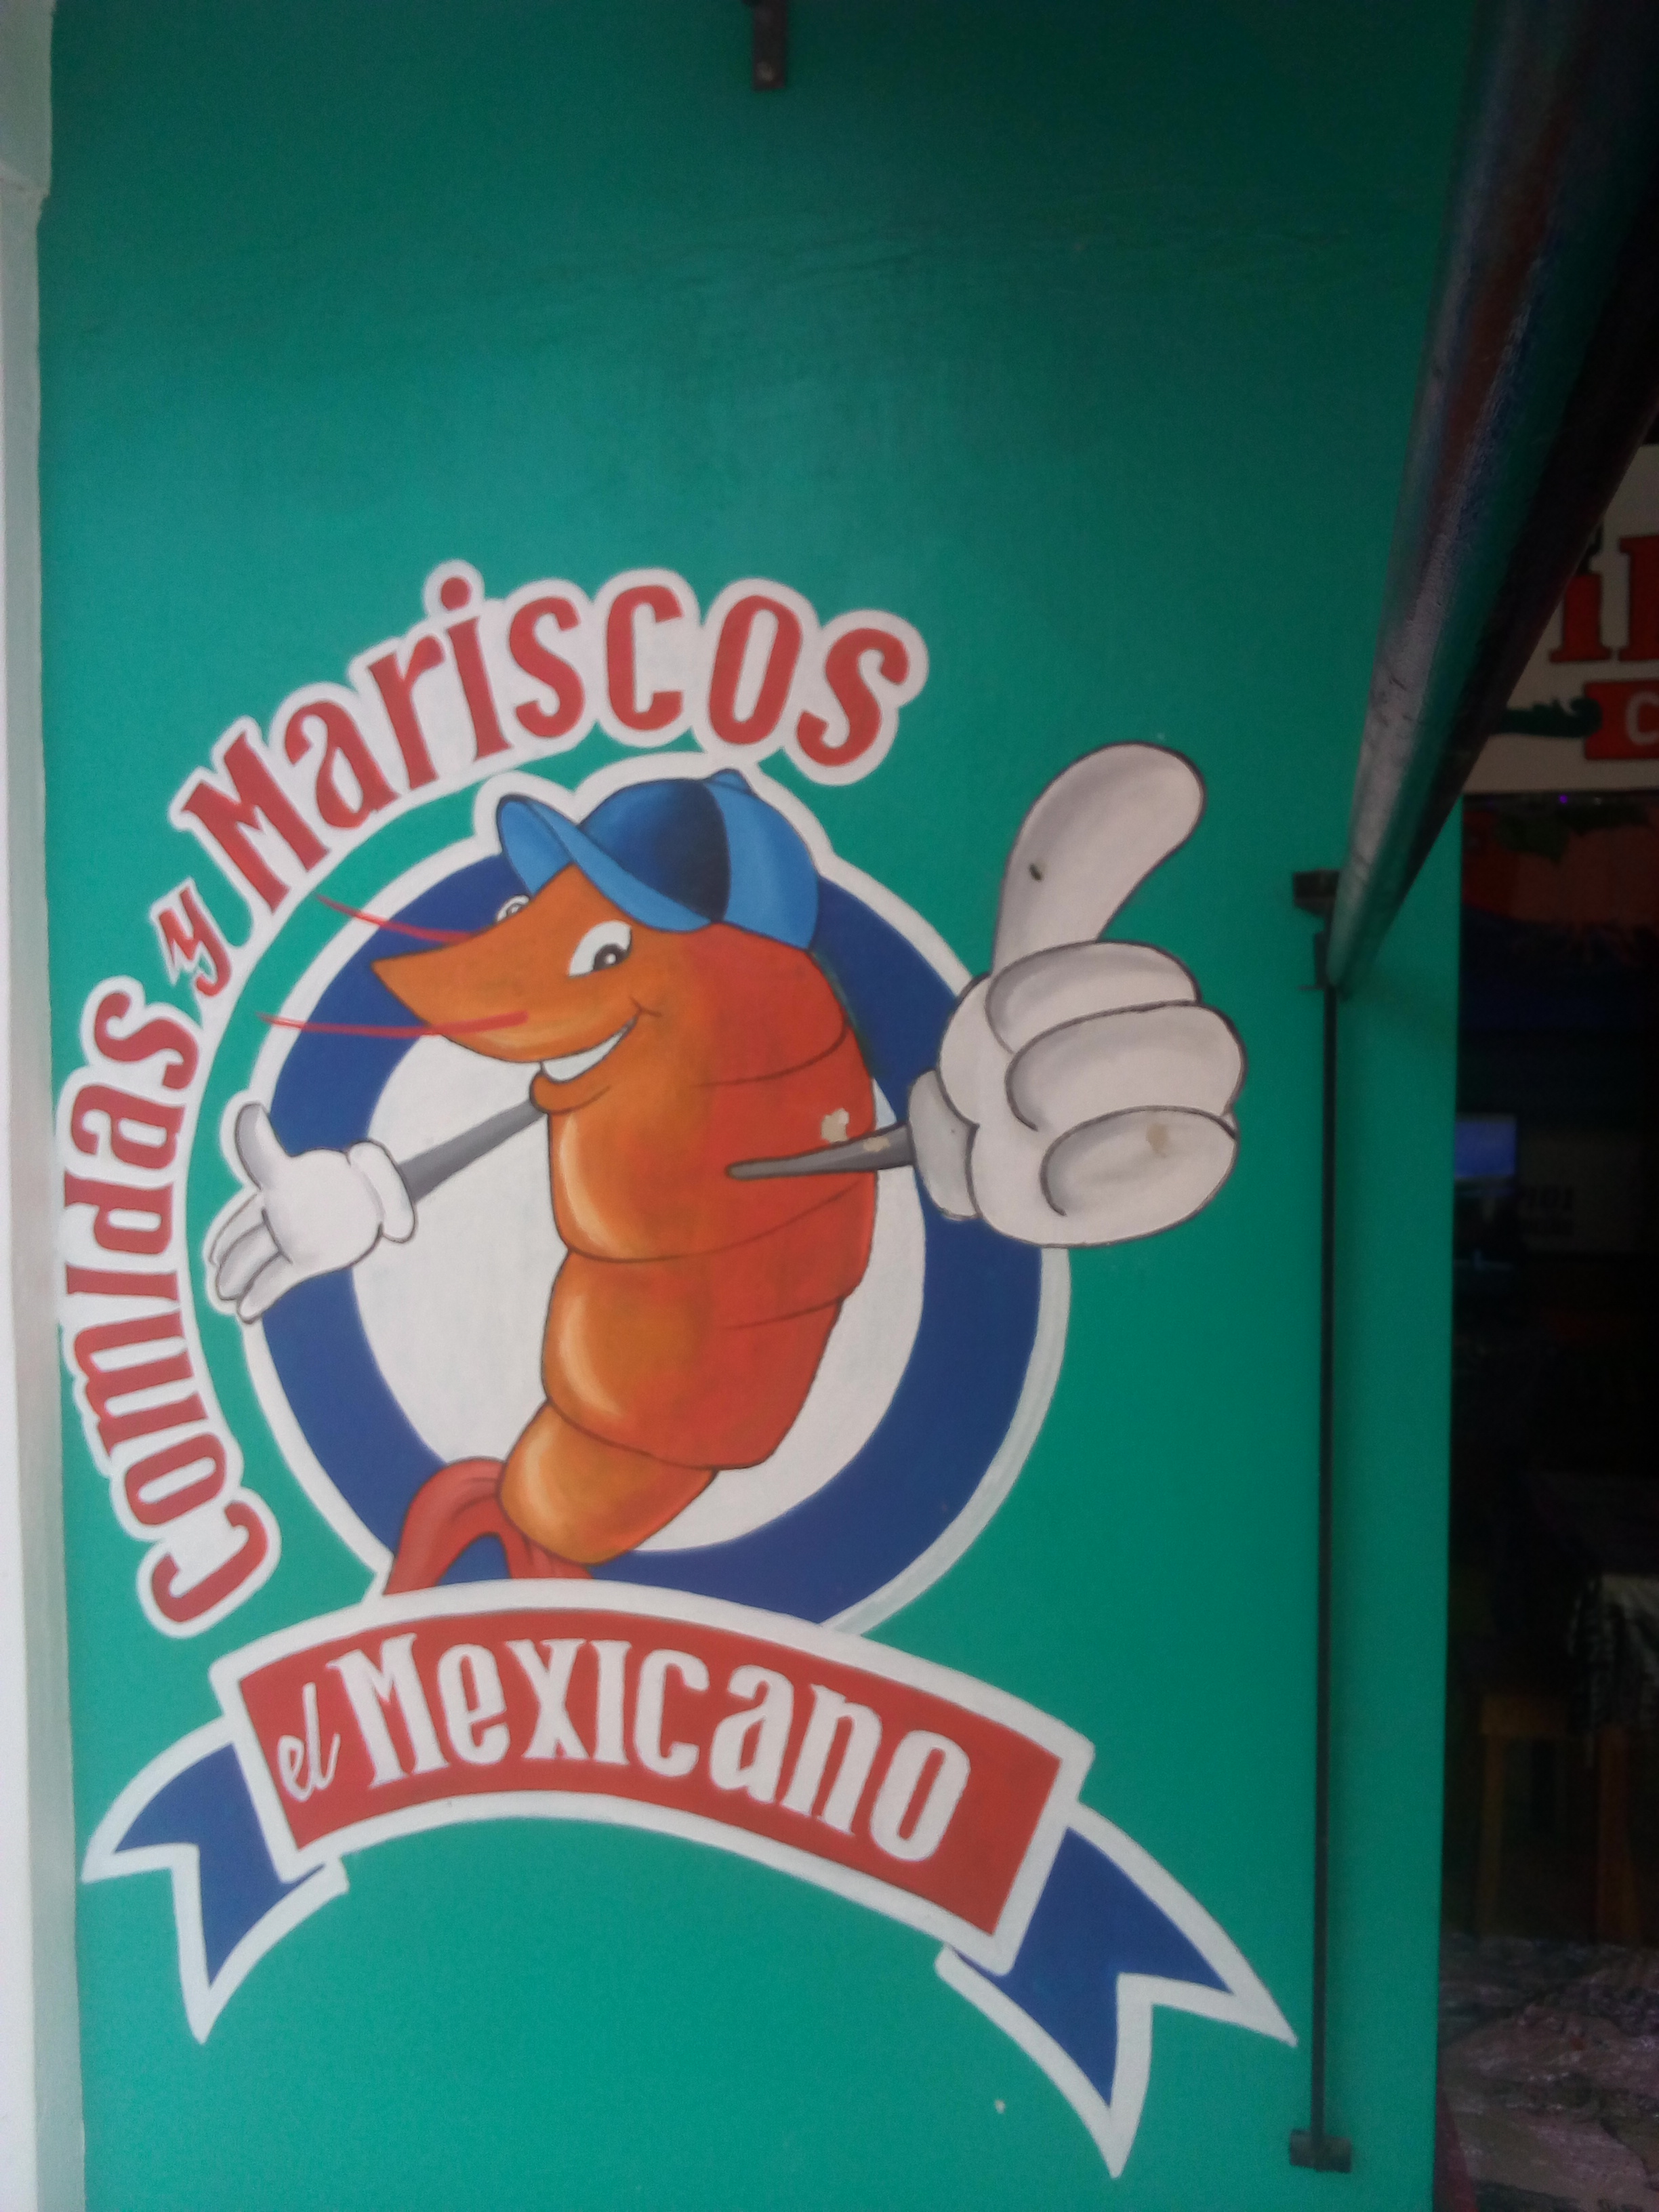 comidas y Mariscos
el Mexicano